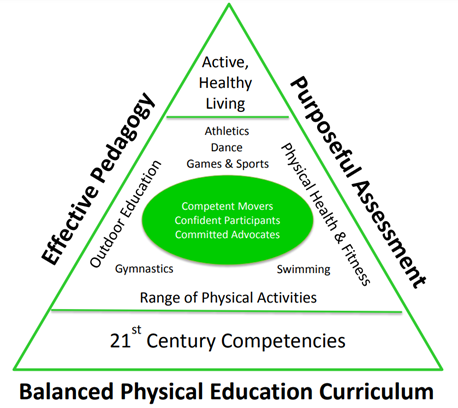 Active,
Healthy
Living
Effective Pedagogy
Purposeful Assessment
Athletics
Dance
Games & Sports
Outdoor Education
Physical Health & Fitness
Competent Movers
Confident Participants
Committed Advocates
Gymnastics
Swimming
Range of Physical Activities
21st Century Competencies
Balanced Physical Education Curriculum